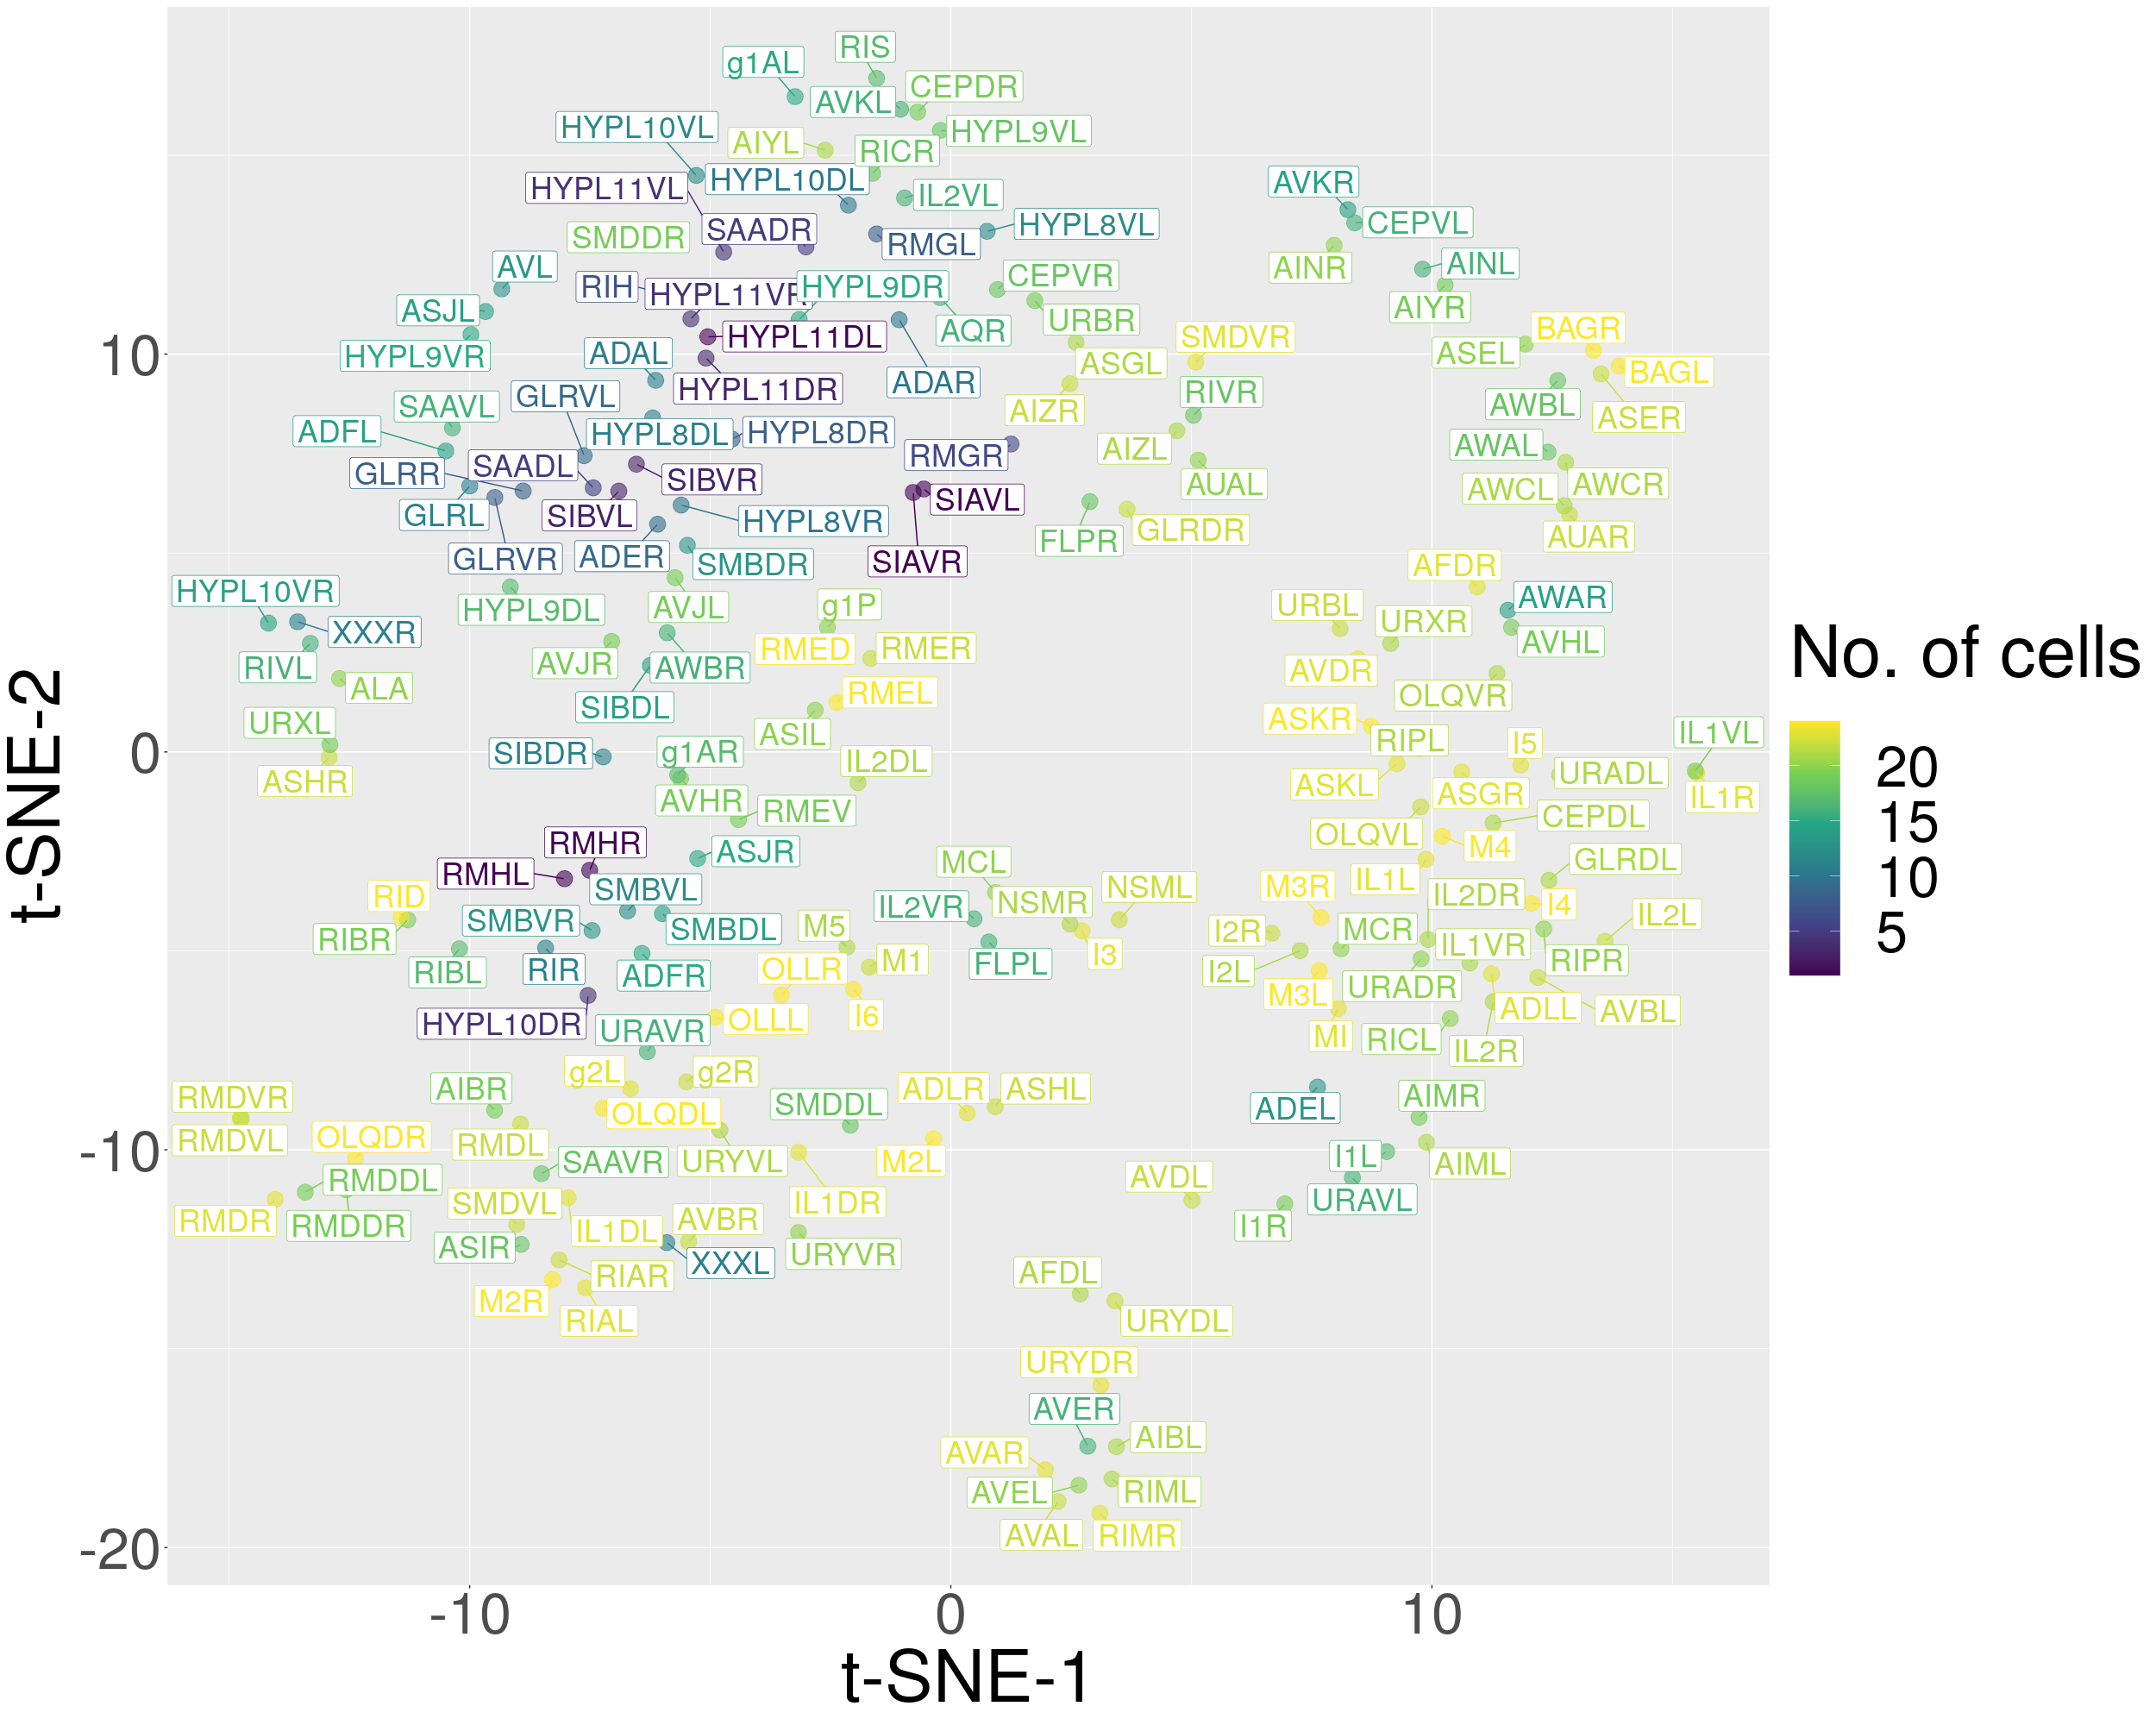 RIS
g1AL
CEPDR
AVKL
HYPL10VL
HYPL9VL
AIYL
RICR
HYPL10DL
HYPL11VL
IL2VL
AVKR
CEPVL
HYPL8VL
SAADR
SMDDR
RMGL
AINR
AINL
AVL
CEPVR
RIH
HYPL11VR
HYPL9DR
AIYR
ASJL
URBR
AQR
BAGR
HYPL11DL
SMDVR
10
HYPL9VR
ADAL
ASGL
ASEL
BAGL
ADAR
HYPL11DR
GLRVL
RIVR
SAAVL
AIZR
AWBL
ASER
ADFL
HYPL8DL
HYPL8DR
AIZL
AWAL
RMGR
GLRR
SAADL
SIBVR
AUAL
AWCR
AWCL
SIAVL
GLRL
SIBVL
HYPL8VR
GLRDR
FLPR
AUAR
GLRVR
ADER
SMBDR
SIAVR
AFDR
HYPL10VR
AWAR
HYPL9DL
AVJL
g1P
URBL
URXR
XXXR
AVHL
RMED
RMER
RIVL
AVJR
AWBR
AVDR
ALA
RMEL
OLQVR
SIBDL
URXL
ASIL
ASKR
RIPL
I5
IL1VL
0
SIBDR
g1AR
IL2DL
ASHR
ASKL
ASGR
URADL
IL1R
AVHR
RMEV
CEPDL
OLQVL
RMHR
ASJR
M4
RMHL
MCL
GLRDL
IL1L
RID
SMBVL
NSMR
NSML
M3R
IL2DR
I4
IL2L
IL2VR
SMBVR
RIBR
SMBDL
M5
I2R
MCR
IL1VR
I3
RIBL
RIR
ADFR
OLLR
M1
FLPL
I2L
RIPR
URADR
M3L
HYPL10DR
URAVR
OLLL
I6
ADLL
AVBL
MI
RICL
IL2R
g2L
g2R
RMDVR
AIBR
SMDDL
ADLR
ASHL
ADEL
AIMR
OLQDL
RMDVL
OLQDR
RMDL
-10
SAAVR
URYVL
M2L
I1L
AIML
RMDDL
AVDL
SMDVL
IL1DR
URAVL
RMDR
RMDDR
IL1DL
AVBR
I1R
ASIR
XXXL
URYVR
RIAR
AFDL
M2R
RIAL
URYDL
URYDR
AVER
AIBL
AVAR
AVEL
RIML
AVAL
RIMR
-20
-10
0
10
t-SNE-1
t-SNE-2
No. of cells
20
15
10
5